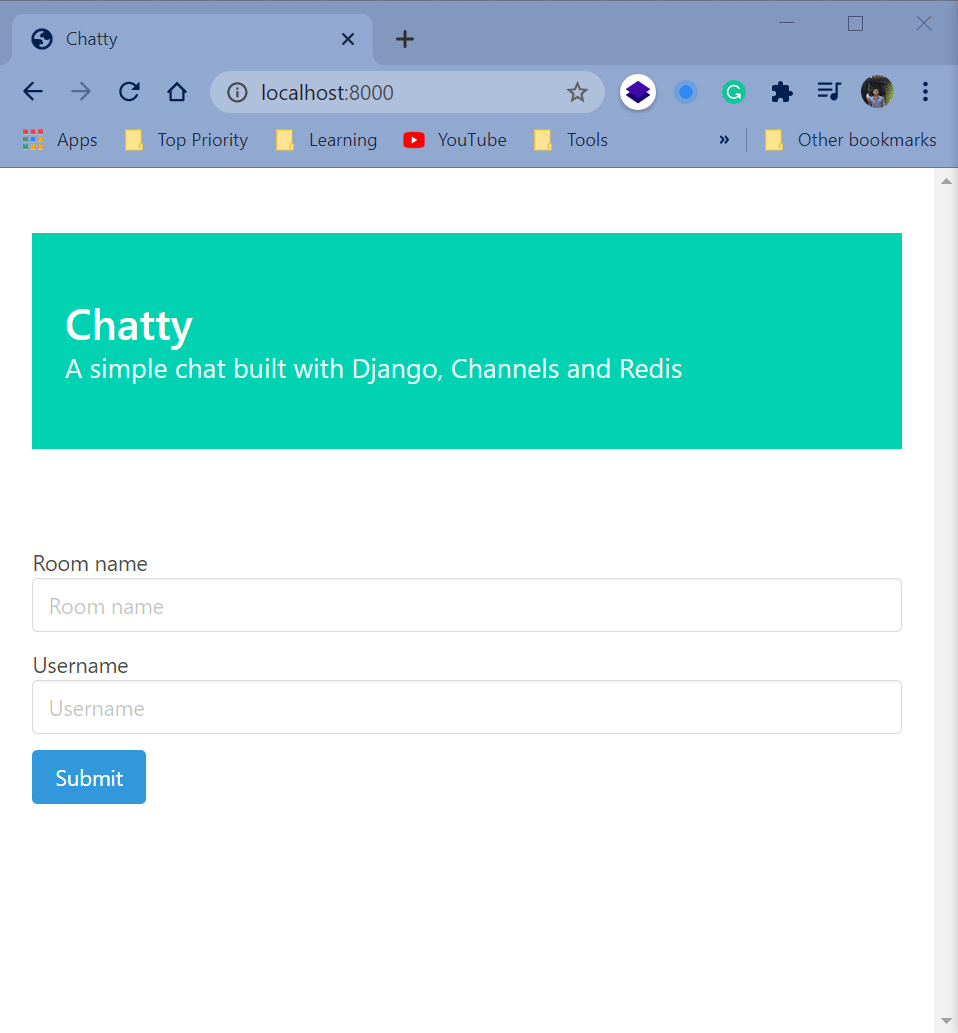 Chatty
localhost:8000
Apps Top Priority Learning YouTube Tools » Other bookmarks
Chatty
A simple chat built with Django, Channels and Redis
Room name
Room name
Username
Username
Submit